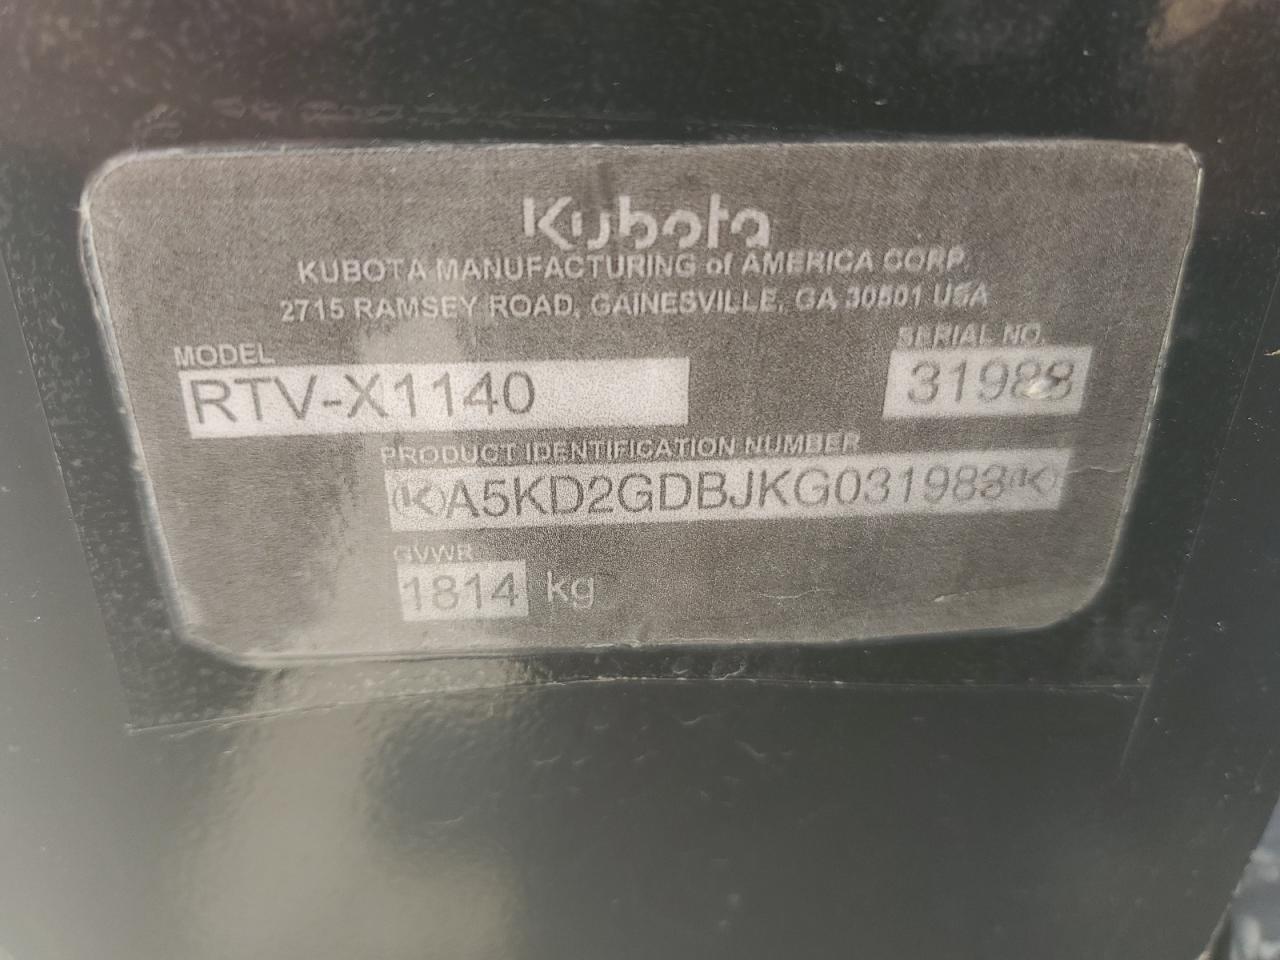 Kubota
KUBOTA MANUFACTURING of AMERICA CORP.
2715 RAMSEY ROAD, GAINESVILLE, GA 30501 USA
MODEL
SERIAL NO.
RTV-X1140
31988
PRODUCT IDENTIFICATION NUMBER
A5KD2GDBJKG031988
GVWR
1814 kg